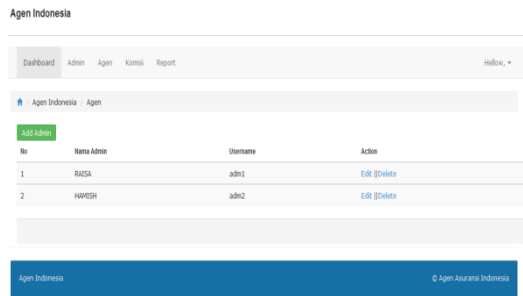 Agen Indonesia
Dashboard Admin Agen Komisi Report Hellow,
/ Agen Indonesia / Agen
Add Admin
No Nama Admin Username Action
1 RAISA adm1 Edit ||Delete
2 HAMISH adm2 Edit ||Delete
Agen Indonesia © Agen Asuransi Indonesia